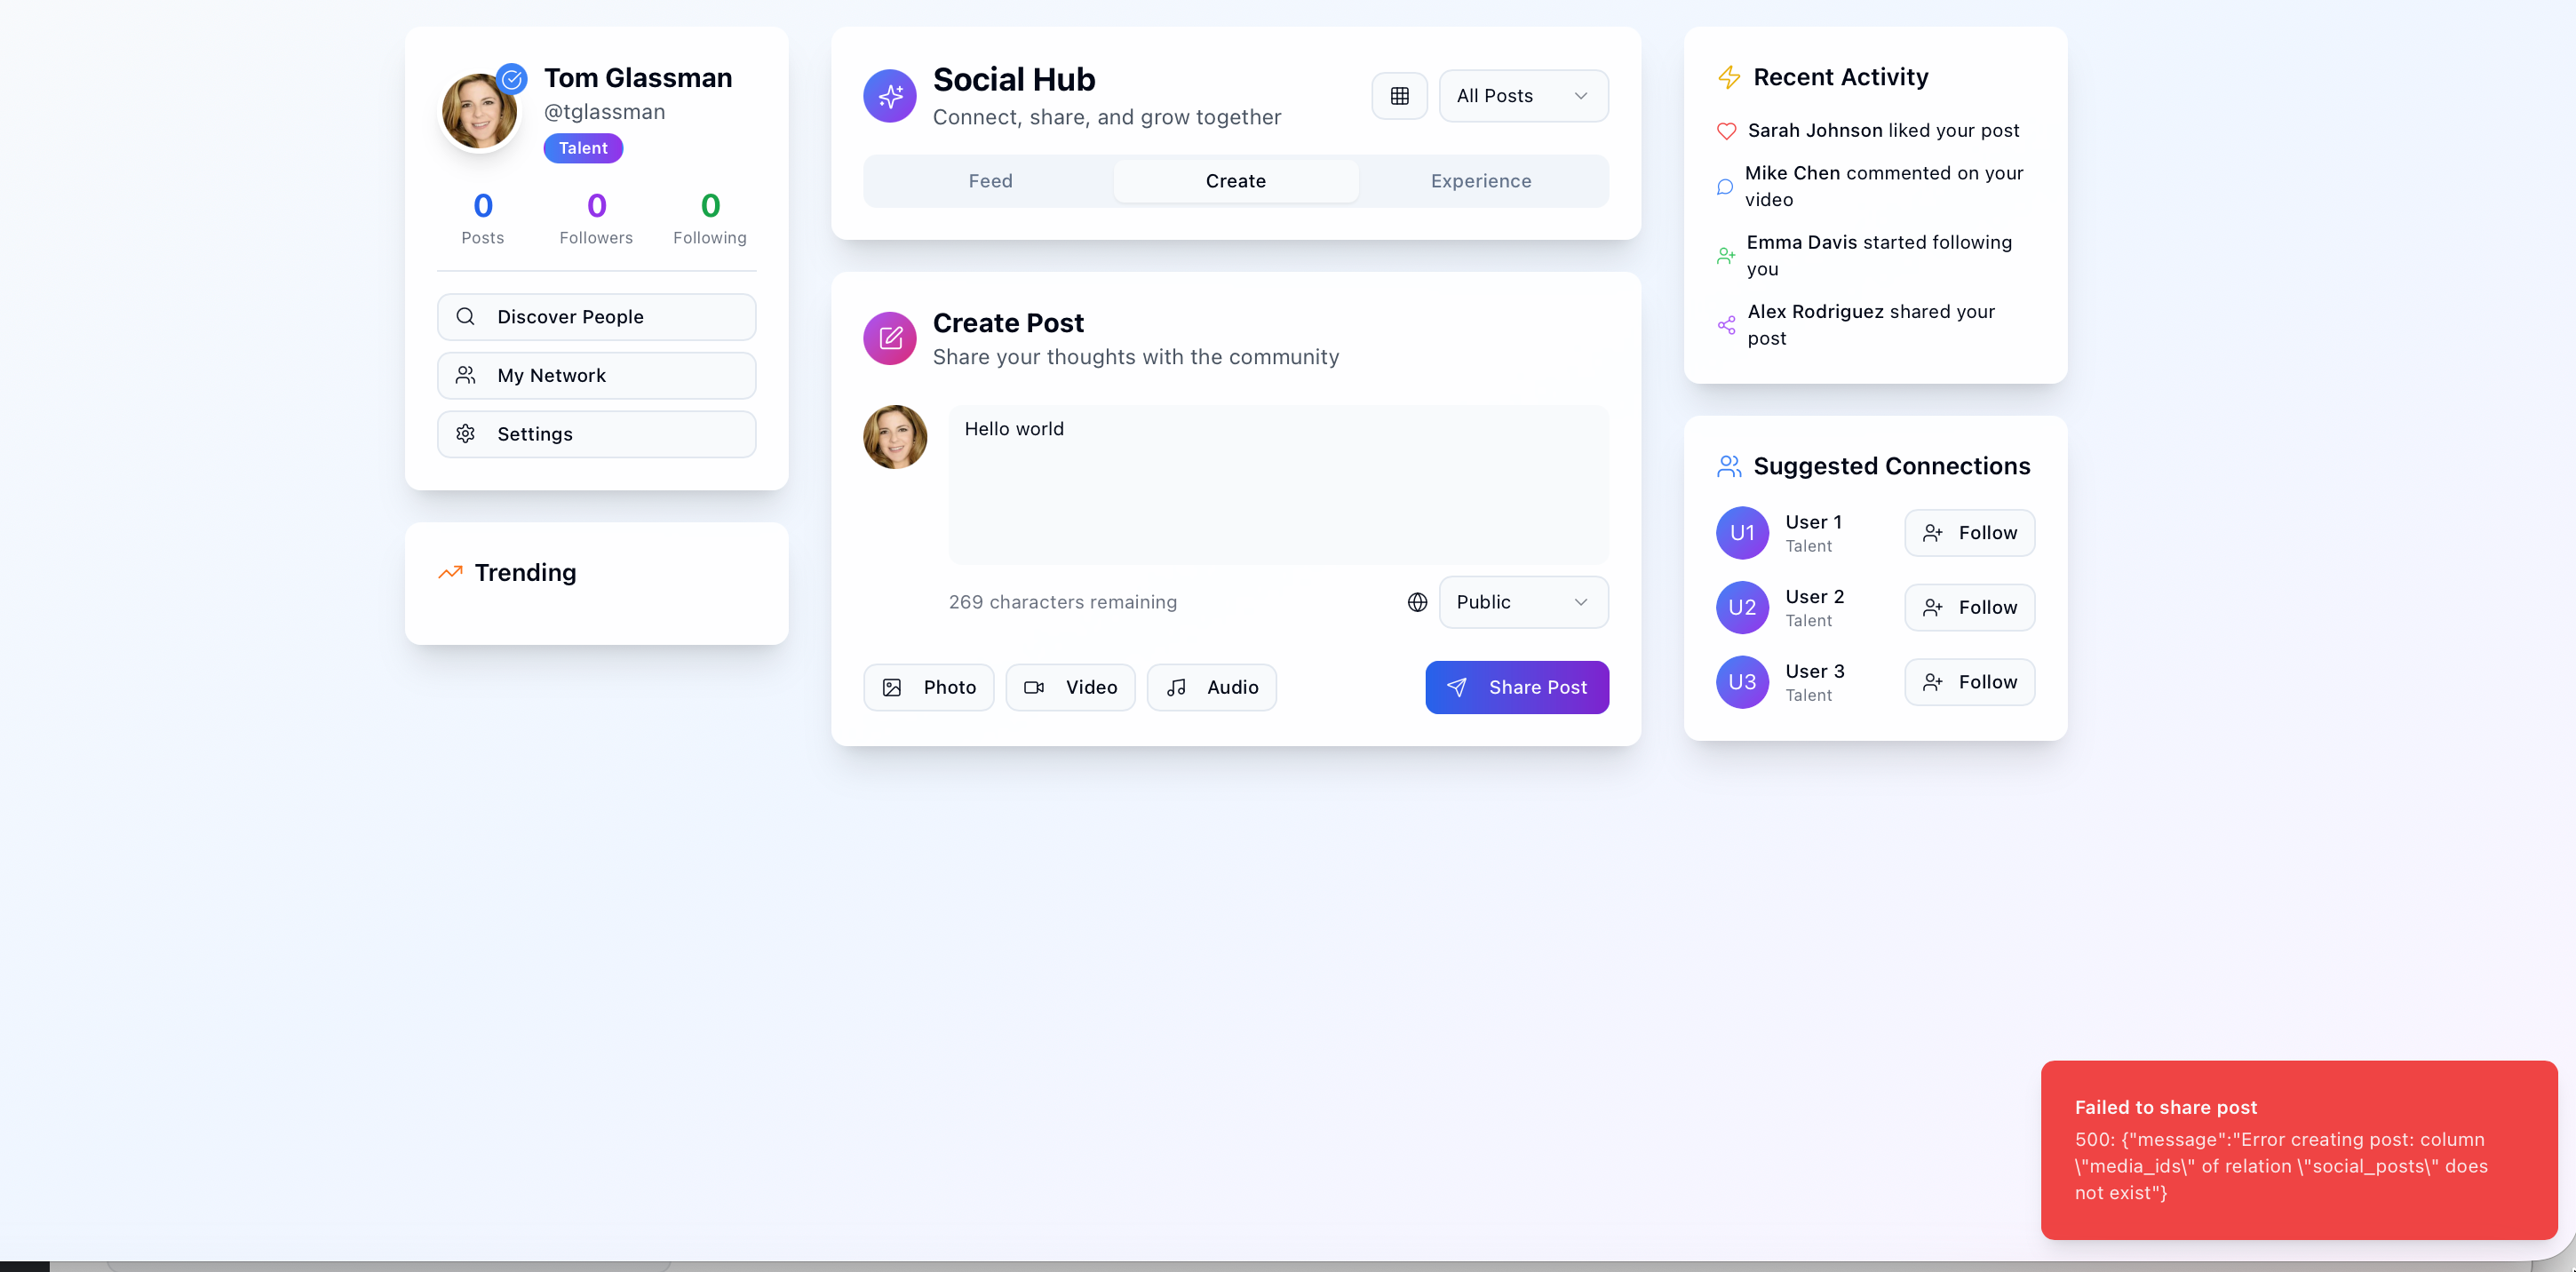 Tom Glassman
@tglassman
Talent
0
Posts
0
Followers
0
Following
Discover People
My Network
Settings
Trending
Social Hub
Connect, share, and grow together
All Posts
Feed
Create
Experience
Create Post
Share your thoughts with the community
Hello world
269 characters remaining
Public
Photo
Video
Audio
Share Post
Recent Activity
Sarah Johnson liked your post
Mike Chen commented on your
video
Emma Davis started following
you
Alex Rodriguez shared your
post
Suggested Connections
U1
User 1
Talent
Follow
U2
User 2
Talent
Follow
U3
User 3
Talent
Follow
Failed to share post
500: {"message":"Error creating post: column
\"media_ids\" of relation \"social_posts\" does
not exist"}